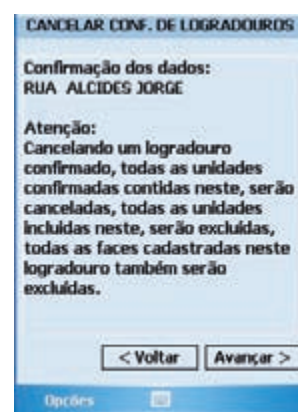 CANCELAR CONF. DE LOGRADOUROS
Confirmação dos dados:
RUA ALCIDES JORGE
Atenção:
Cancelando um logradouro
confirmado, todas as unidades
confirmadas contidas neste, serão
canceladas, todas as unidades
incluidas neste, serão excluídas,
todas as faces cadastradas neste
logradouro também serão
excluídas.
< Voltar Avançar >
Opções